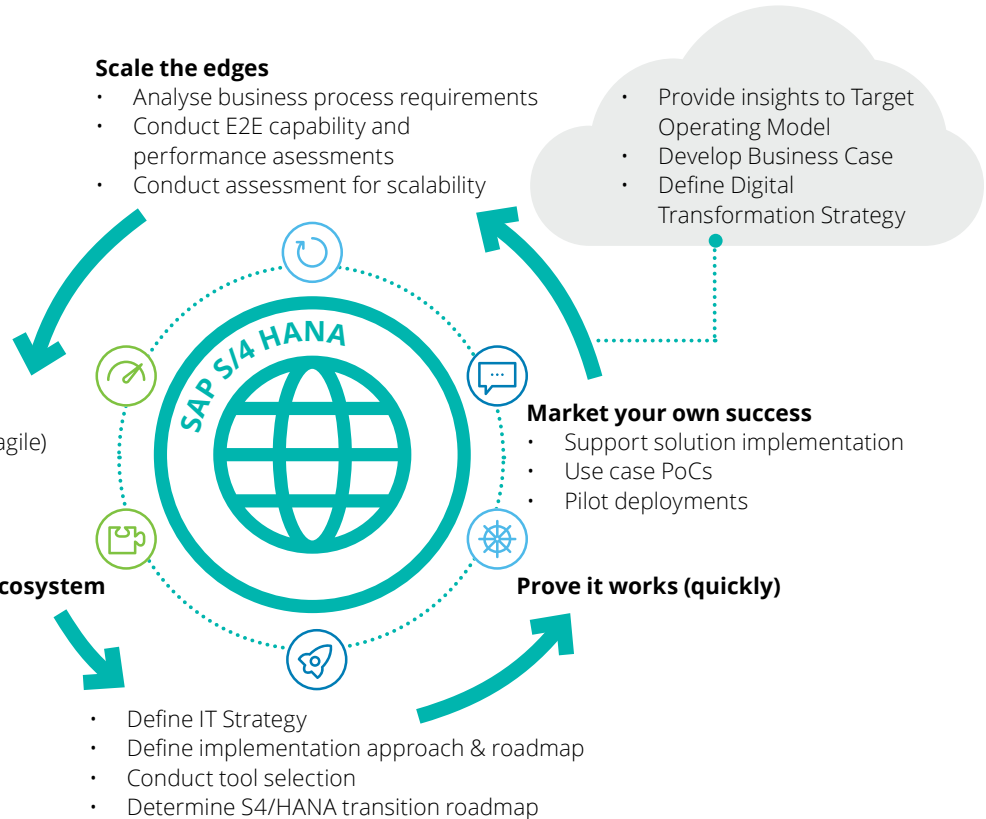 Scale the edges
• Analyse business process requirements
• Conduct E2E capability and
performance asessments
• Conduct assessment for scalability
• Provide insights to Target
Operating Model
• Develop Business Case
• Define Digital
Transformation Strategy
SAP S/4 HANA
agile)
Market your own success
• Support solution implementation
• Use case PoCs
• Pilot deployments
cosystem
Prove it works (quickly)
• Define IT Strategy
• Define implementation approach & roadmap
• Conduct tool selection
• Determine S4/HANA transition roadmap